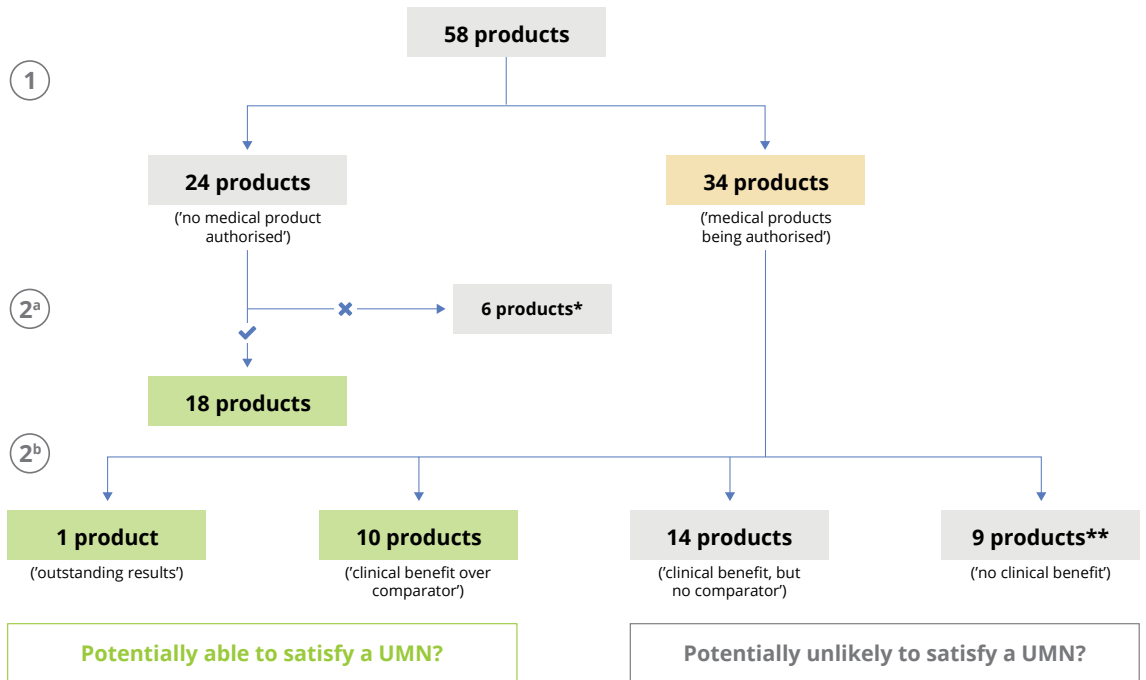 58 products
1
24 products
(’no medical product
authorised’)
34 products
(’medical products
being authorised’)
2ª
6 products*
18 products
2ᵇ
1 product
(’outstanding results’)
10 products
(’clinical benefit over
comparator’)
14 products
(’clinical benefit, but
no comparator’)
9 products**
(’no clinical benefit’)
Potentially able to satisfy a UMN?
Potentially unlikely to satisfy a UMN?